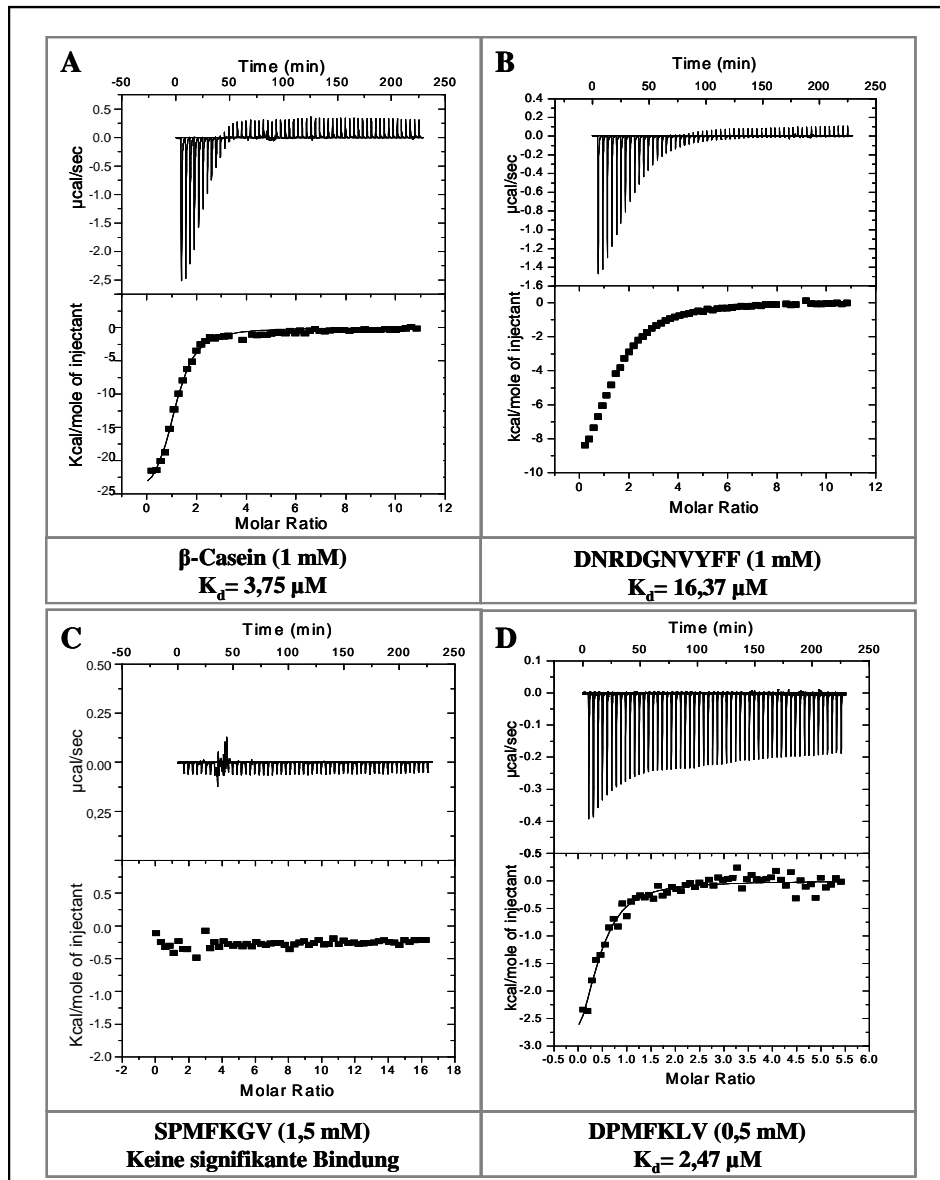 A
Time (min)
-50 0 50 100 150 200 250
0.5
0.0
-0.5
-1.0
-1.5
-2.0
-2.5
µcal/sec
0
-5
-10
-15
-20
-25
Kcal/mole of injectant
0 2 4 6 8 10 12
Molar Ratio
β-Casein (1 mM)
Kd= 3,75 µM
B
Time (min)
0 50 100 150 200 250
0.4
0.2
0.0
-0.2
-0.4
-0.6
-0.8
-1.0
-1.2
-1.4
-1.6
µcal/sec
0
-2
-4
-6
-8
-10
kcal/mole of injectant
0 2 4 6 8 10 12
Molar Ratio
DNRDGNVYFF (1 mM)
Kd= 16,37 µM
C
Time (min)
-50 0 50 100 150 200 250
0.50
0.25
0.00
0,25
µcal/sec
0.5
0.0
-0.5
-1.0
-1.5
-2.0
Kcal/mole of injectant
-2 0 2 4 6 8 10 12 14 16 18
Molar Ratio
SPMFKGV (1,5 mM)
Keine signifikante Bindung
D
Time (min)
0 50 100 150 200 250
0.1
0.0
-0.1
-0.2
-0.3
-0.4
-0.5
µcal/sec
0.0
-0.5
-1.0
-1.5
-2.0
-2.5
-3.0
kcal/mole of injectant
-0.5 0.0 0.5 1.0 1.5 2.0 2.5 3.0 3.5 4.0 4.5 5.0 5.5 6.0
Molar Ratio
DPMFKLV (0,5 mM)
Kd= 2,47 µM